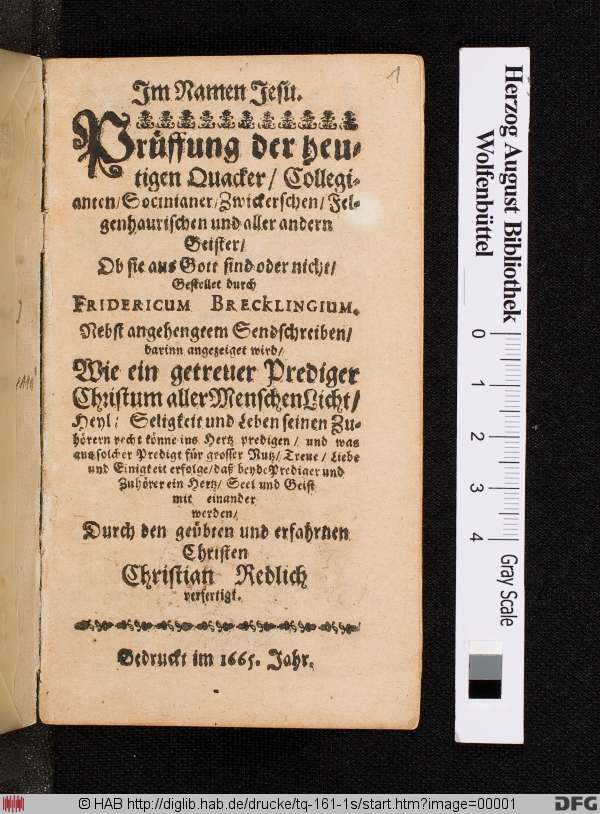 1
Im Namen Jesu.
Prüffung der heu-
tigen Quacker/ Collegi-
anten/ Socinianer/ Zwickerschen/ Fel-
genhaurischen und aller andern
Geister/
Ob sie aus Gott sind oder nicht/
Gestellet durch
FRIDERICUM BRECKLINGIUM.
Nebst angehengtem Sendschreiben/
darinn angezeiget wird/
Wie ein getreuer Prediger
Christum aller Menschen Licht/
Heyl/ Seligkeit und Leben seinen Zu-
hörern recht könne ins Hertz predigen/ und was
aus solcher Predigt für grosser Nutz/ Treue/ Liebe
und Einigkeit erfolge/ daß beyde Prediger und
Zuhörer ein Hertz/ Seel und Geist
mit einander
werden/
Durch den geübten und erfahrnen
Christen
Christian Redlich
verfertigt.
Gedruckt im 1665. Jahr.
Herzog August Bibliothek
Wolfenbüttel
0
1
2
3
4
Gray Scale
© HAB http://diglib.hab.de/drucke/tq-161-1s/start.htm?image=00001
DFG